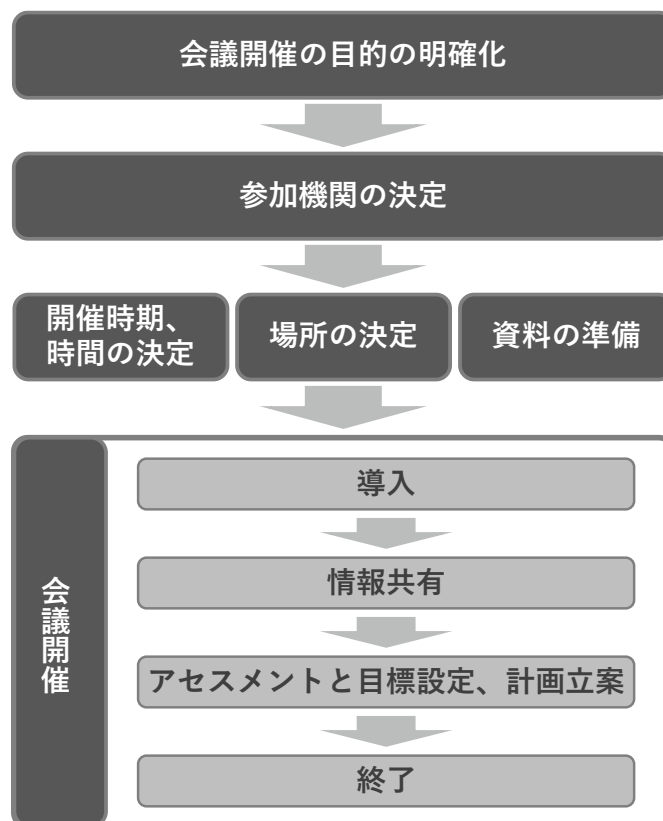 会議開催の目的の明確化
参加機関の決定
開催時期、
時間の決定
場所の決定
資料の準備
会議開催
導入
情報共有
アセスメントと目標設定、計画立案
終了